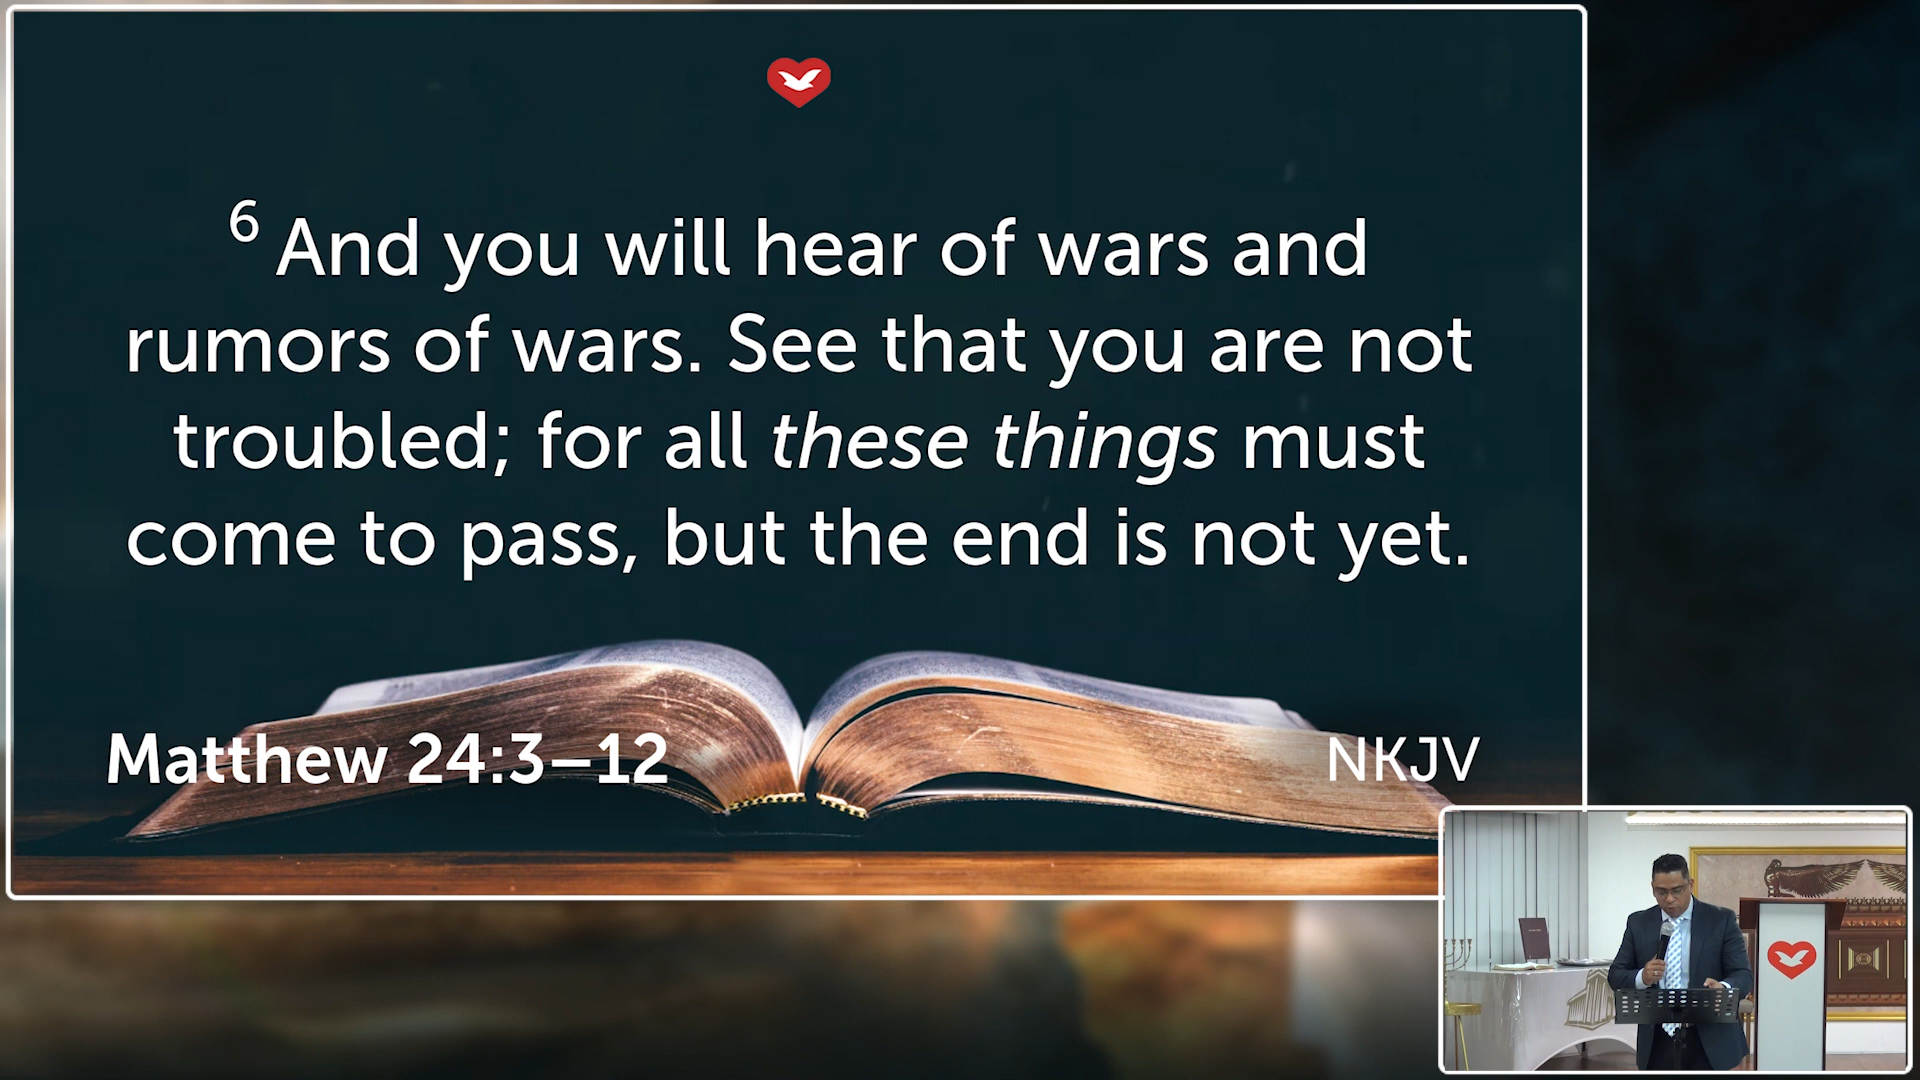 6 And you will hear of wars and
rumors of wars. See that you are not
troubled; for all these things must
come to pass, but the end is not yet.
Matthew 24:3–12
NKJV